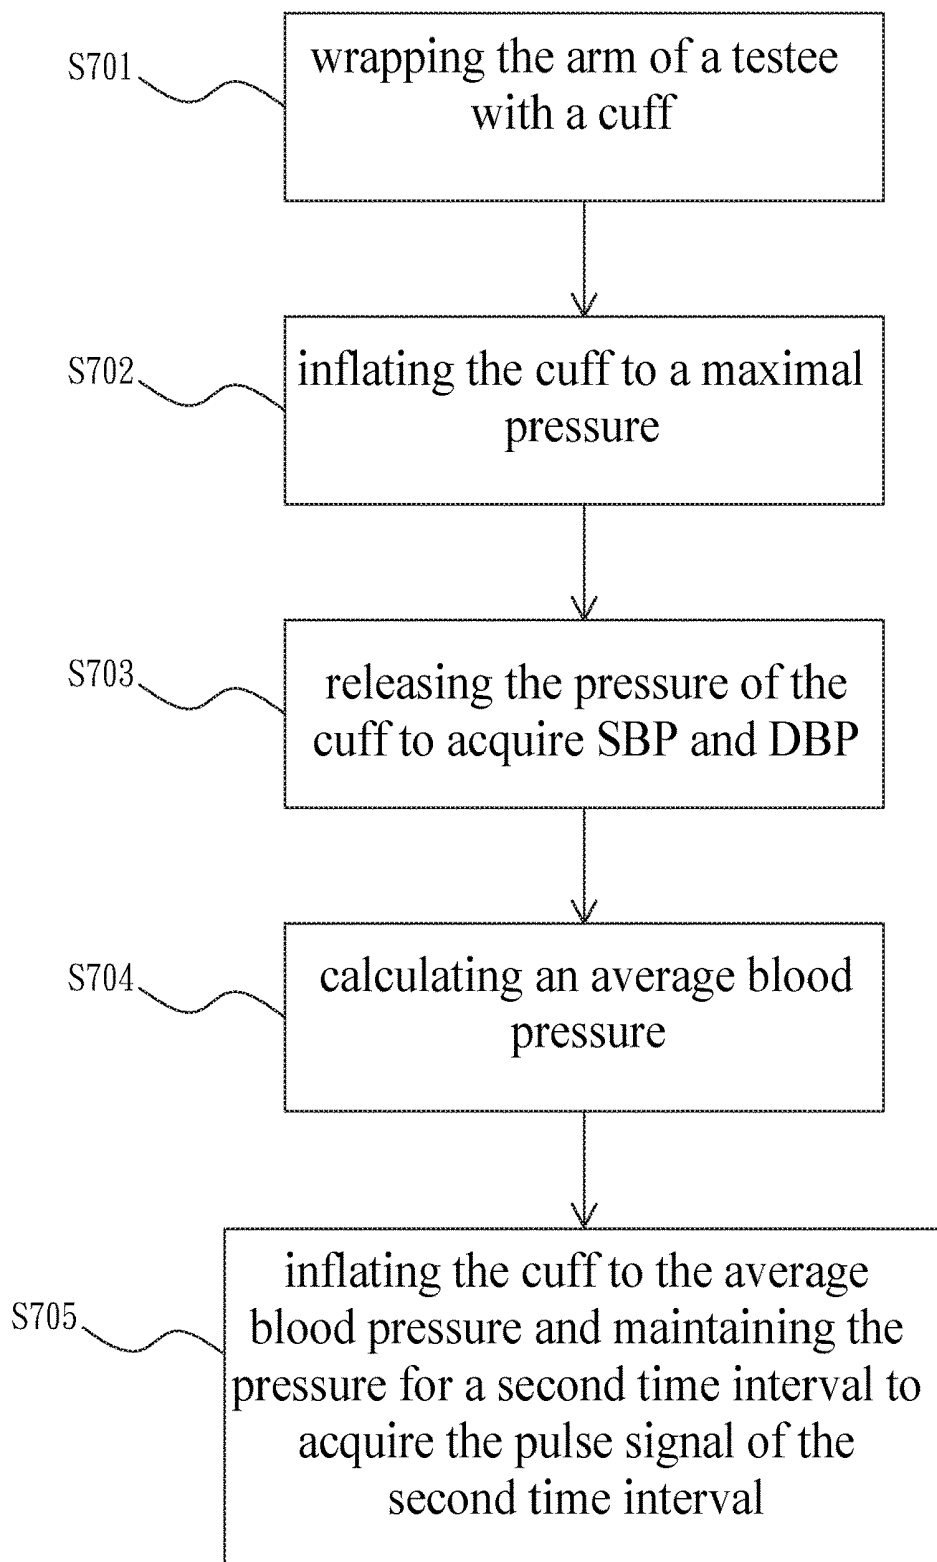 S701
wrapping the arm of a testee
with a cuff
S702
inflating the cuff to a maximal
pressure
S703
releasing the pressure of the
cuff to acquire SBP and DBP
S704
calculating an average blood
pressure
S705
inflating the cuff to the average
blood pressure and maintaining the
pressure for a second time interval to
acquire the pulse signal of the
second time interval